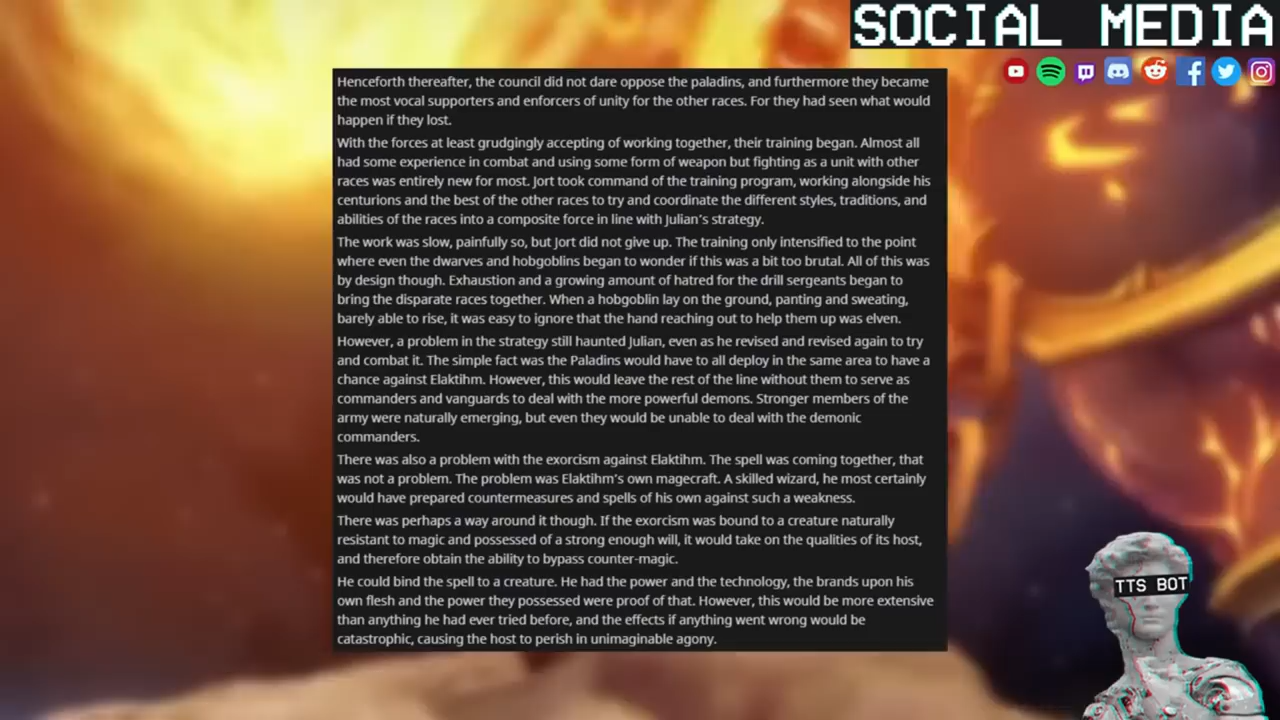 SOCIAL MEDIA
Henceforth thereafter, the council did not dare oppose the paladins, and furthermore they became
the most vocal supporters and enforcers of unity for the other races. For they had seen what would
happen if they lost.
With the forces at least grudgingly accepting of working together, their training began. Almost all
had some experience in combat and using some form of weapon but fighting as a unit with other
races was entirely new for most. Jort took command of the training program, working alongside his
centurions and the best of the other races to try and coordinate the different styles, traditions, and
abilities of the races into a composite force in line with Julian's strategy.
The work was slow, painfully so, but Jort did not give up. The training only intensified to the point
where even the dwarves and hobgoblins began to wonder if this was a bit too brutal. All of this was
by design though. Exhaustion and a growing amount of hatred for the drill sergeants began to
bring the disparate races together. When a hobgoblin lay on the ground, panting and sweating,
barely able to rise, it was easy to ignore that the hand reaching out to help them up was elven.
However, a problem in the strategy still haunted Julian, even as he revised and revised again to try
and combat it. The simple fact was the Paladins would have to all deploy in the same area to have a
chance against Elaktihm. However, this would leave the rest of the line without them to serve as
commanders and vanguards to deal with the more powerful demons. Stronger members of the
army were naturally emerging, but even they would be unable to deal with the demonic
commanders.
There was also a problem with the exorcism against Elaktihm. The spell was coming together, that
was not a problem. The problem was Elaktihm's own magecraft. A skilled wizard, he most certainly
would have prepared countermeasures and spells of his own against such a weakness.
There was perhaps a way around it though. If the exorcism was bound to a creature naturally
resistant to magic and possessed of a strong enough will, it would take on the qualities of its host,
and therefore obtain the ability to bypass counter-magic.
He could bind the spell to a creature. He had the power and the technology, the brands upon his
own flesh and the power they possessed were proof of that. However, this would be more extensive
than anything he had ever tried before, and the effects if anything went wrong would be
catastrophic, causing the host to perish in unimaginable agony.
TTS BOT